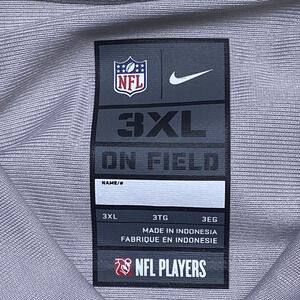 NFL
3XL
ON FIELD
NAME/#
3XL 3TG 3EG
MADE IN INDONESIA
FABRIQUE EN INDONESIE
NFL PLAYERS